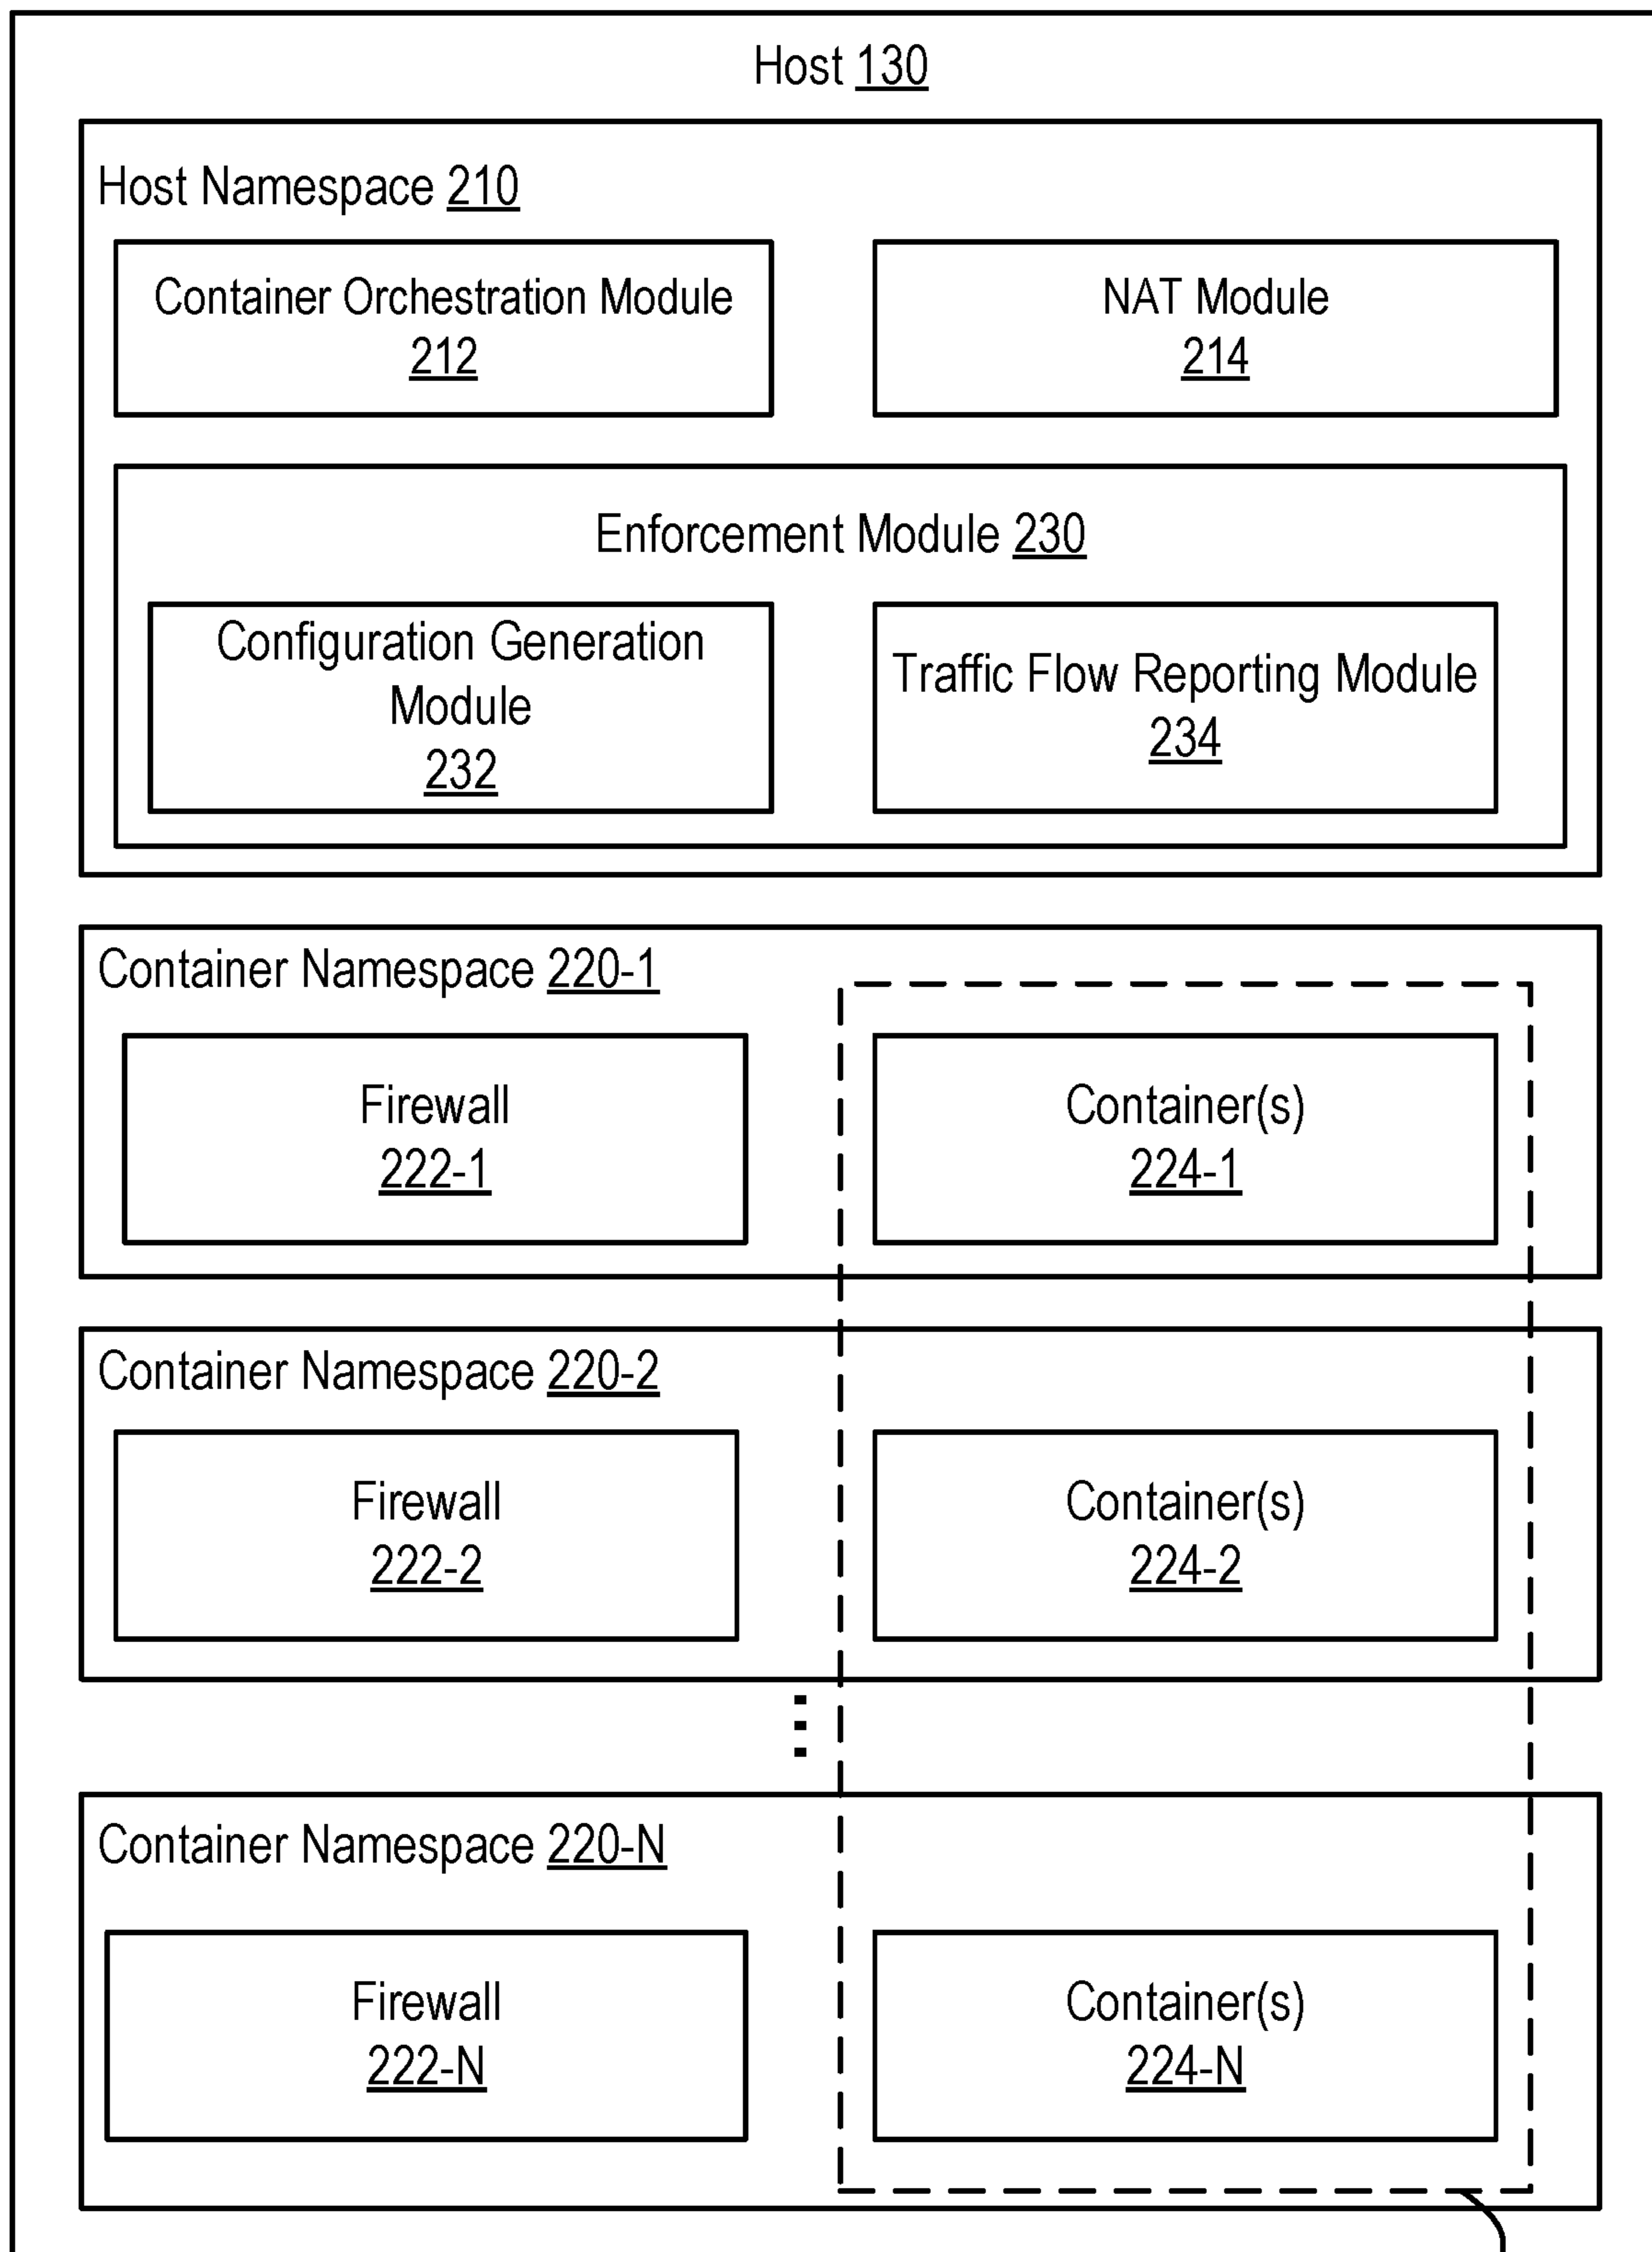 Host 130
Host Namespace 210
Container Orchestration Module
212
NAT Module
214
Enforcement Module 230
Configuration Generation
Module
232
Traffic Flow Reporting Module
234
Container Namespace 220-1
Firewall
222-1
Container(s)
224-1
Container Namespace 220-2
Firewall
222-2
Container(s)
224-2
Container Namespace 220-N
Firewall
222-N
Container(s)
224-N